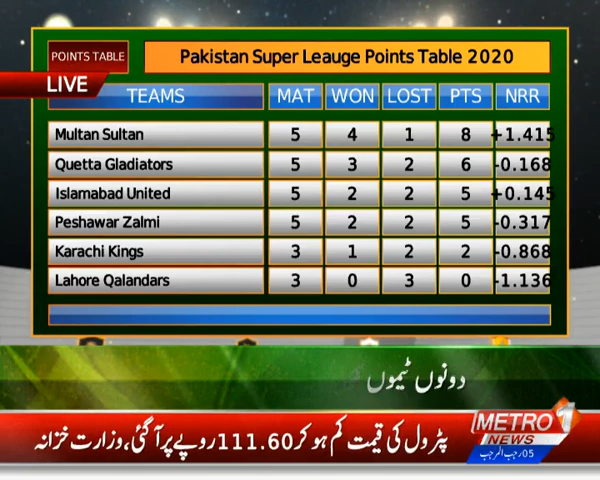 POINTS TABLE
Pakistan Super Leauge Points Table 2020
LIVE
TEAMS MAT WON LOST PTS NRR
Multan Sultan 5 4 1 8 +1.415
Quetta Gladiators 5 3 2 6 -0.168
Islamabad United 5 2 2 5 +0.145
Peshawar Zalmi 5 2 2 5 -0.317
Karachi Kings 3 1 2 2 -0.868
Lahore Qalandars 3 0 3 0 -1.136
دونوں ٹیموں
پٹرول کی قیمت کم ہو کر 111.60 روپے پر آگئی، وزارت خزانہ
METRO 1
NEWS
05 رجب المرجب